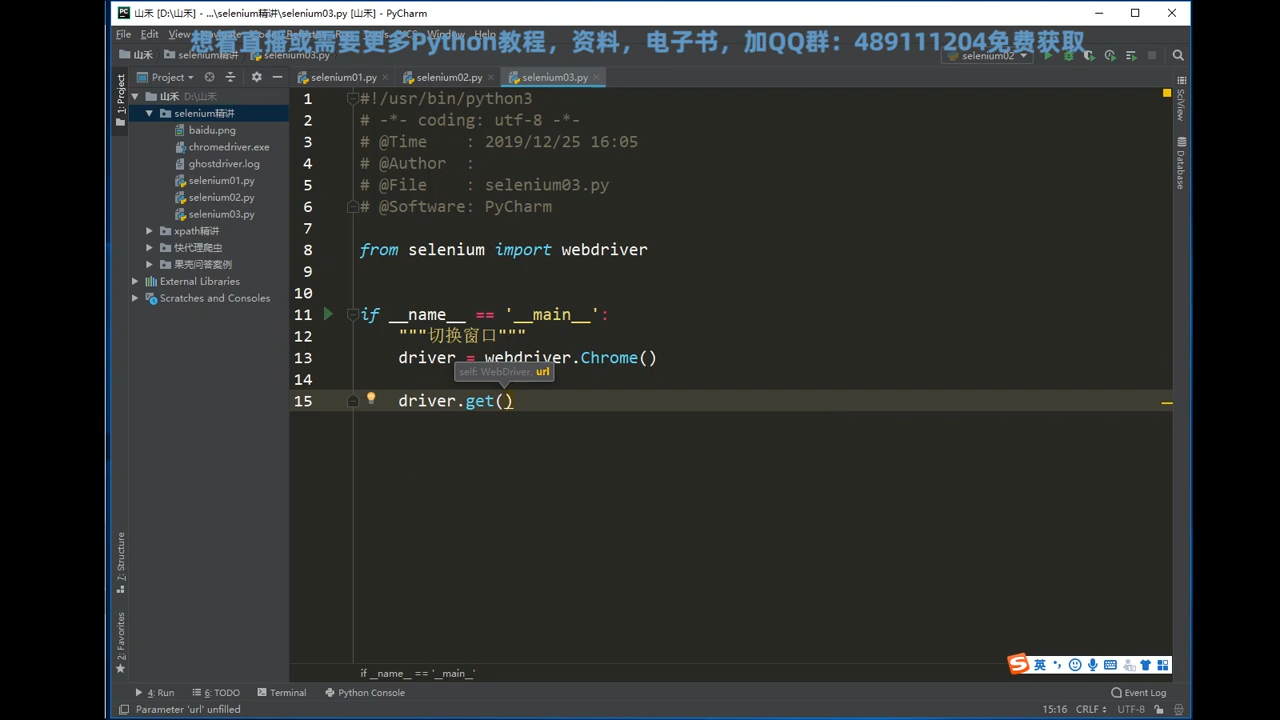 山禾 [D:\山禾] - ...\selenium精讲\selenium03.py [山禾] - PyCharm
File Edit View Tools VCS Window Help
想看直播或需要更多Python教程，资料，电子书，加QQ群：489111204免费获取
山禾 selenium精讲 selenium03.py selenium02
Project selenium01.py selenium02.py selenium03.py
1: Project
山禾 D:\山禾
selenium精讲
baidu.png
chromedriver.exe
ghostdriver.log
selenium01.py
selenium02.py
selenium03.py
xpath精讲
快代理爬虫
果壳问答案例
External Libraries
Scratches and Consoles
7: Structure
2: Favorites
1 #!/usr/bin/python3
2 # -*- coding: utf-8 -*-
3 # @Time : 2019/12/25 16:05
4 # @Author :
5 # @File : selenium03.py
6 # @Software: PyCharm
7
8 from selenium import webdriver
9
10
11 if __name__ == '__main__':
12 """切换窗口"""
13 driver = webdriver.Chrome()
self: WebDriver, url
14
15 driver.get()
SciView
Database
英
if __name__ == '__main__'
4: Run 6: TODO Terminal Python Console Event Log
Parameter 'url' unfilled 15:16 CRLF UTF-8